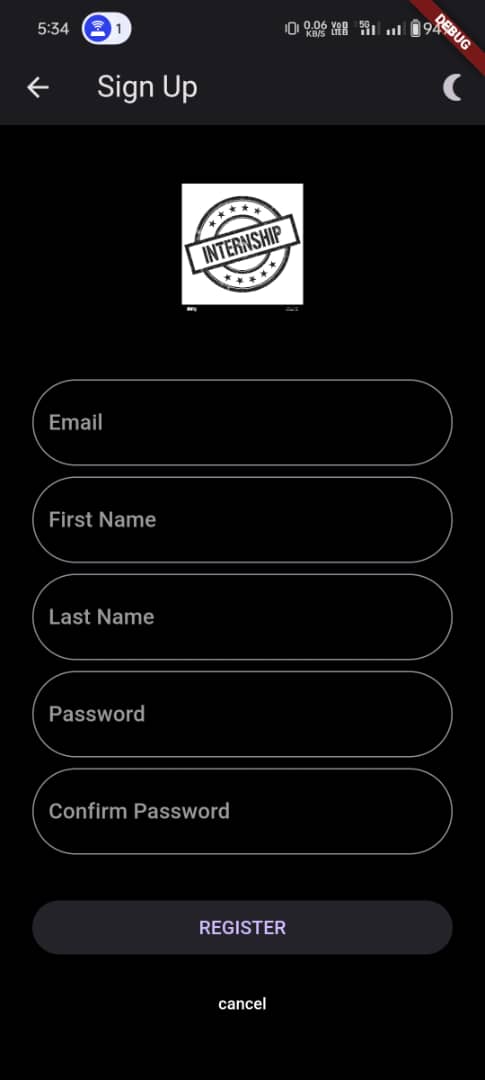 5:34 1 0.06 KB/S Vo LTE 5G 94
DEBUG
Sign Up
INTERNSHIP
Email
First Name
Last Name
Password
Confirm Password
REGISTER
cancel